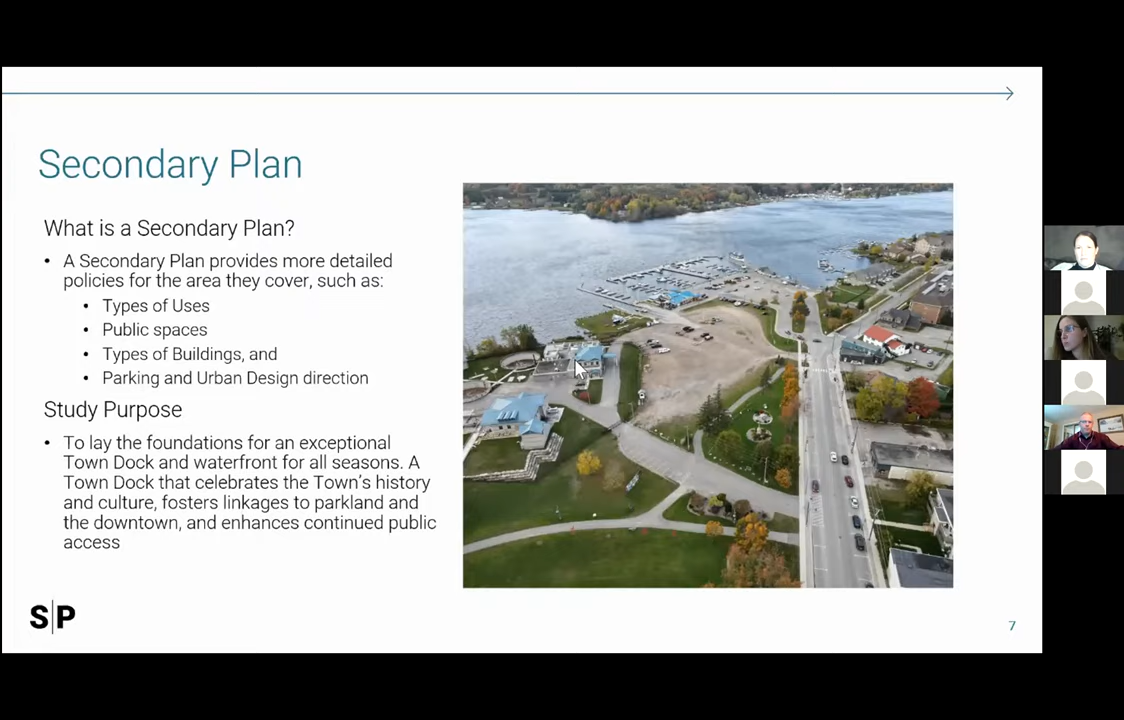 Secondary Plan
What is a Secondary Plan?
• A Secondary Plan provides more detailed
policies for the area they cover, such as:
• Types of Uses
• Public spaces
• Types of Buildings, and
• Parking and Urban Design direction
Study Purpose
• To lay the foundations for an exceptional
Town Dock and waterfront for all seasons. A
Town Dock that celebrates the Town's history
and culture, fosters linkages to parkland and
the downtown, and enhances continued public
access
S|P
7